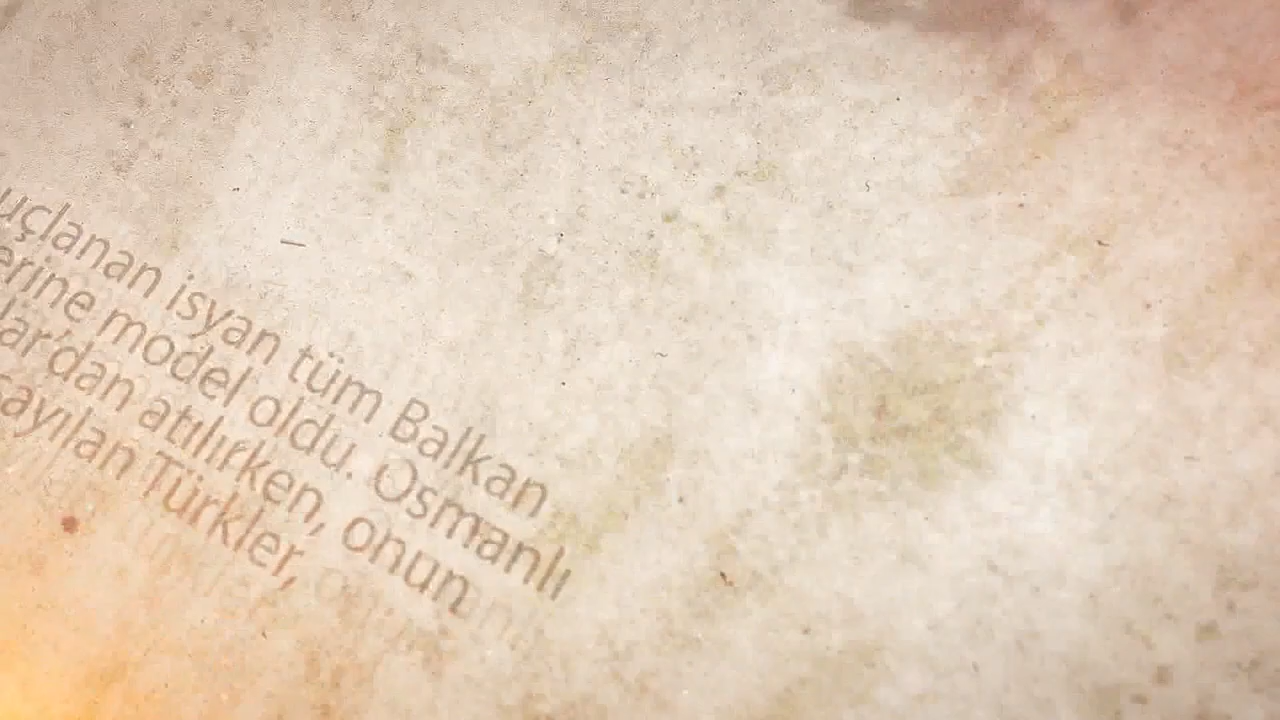 uçlanan isyan tüm Balkan
erine model oldu. Osmanlı
lar'dan atılırken, onun
sayılan Türkler,